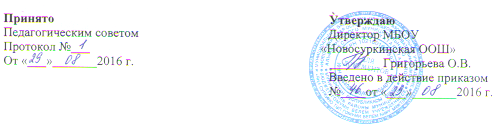 Принято
Педагогическим советом
Протокол № 1
От «29» 08 2016 г.
Утверждаю
Директор МБОУ
«Новосуркинская ООШ»
Григорьева О.В.
Введено в действие приказом
№ 46 от «29» 08 2016 г.